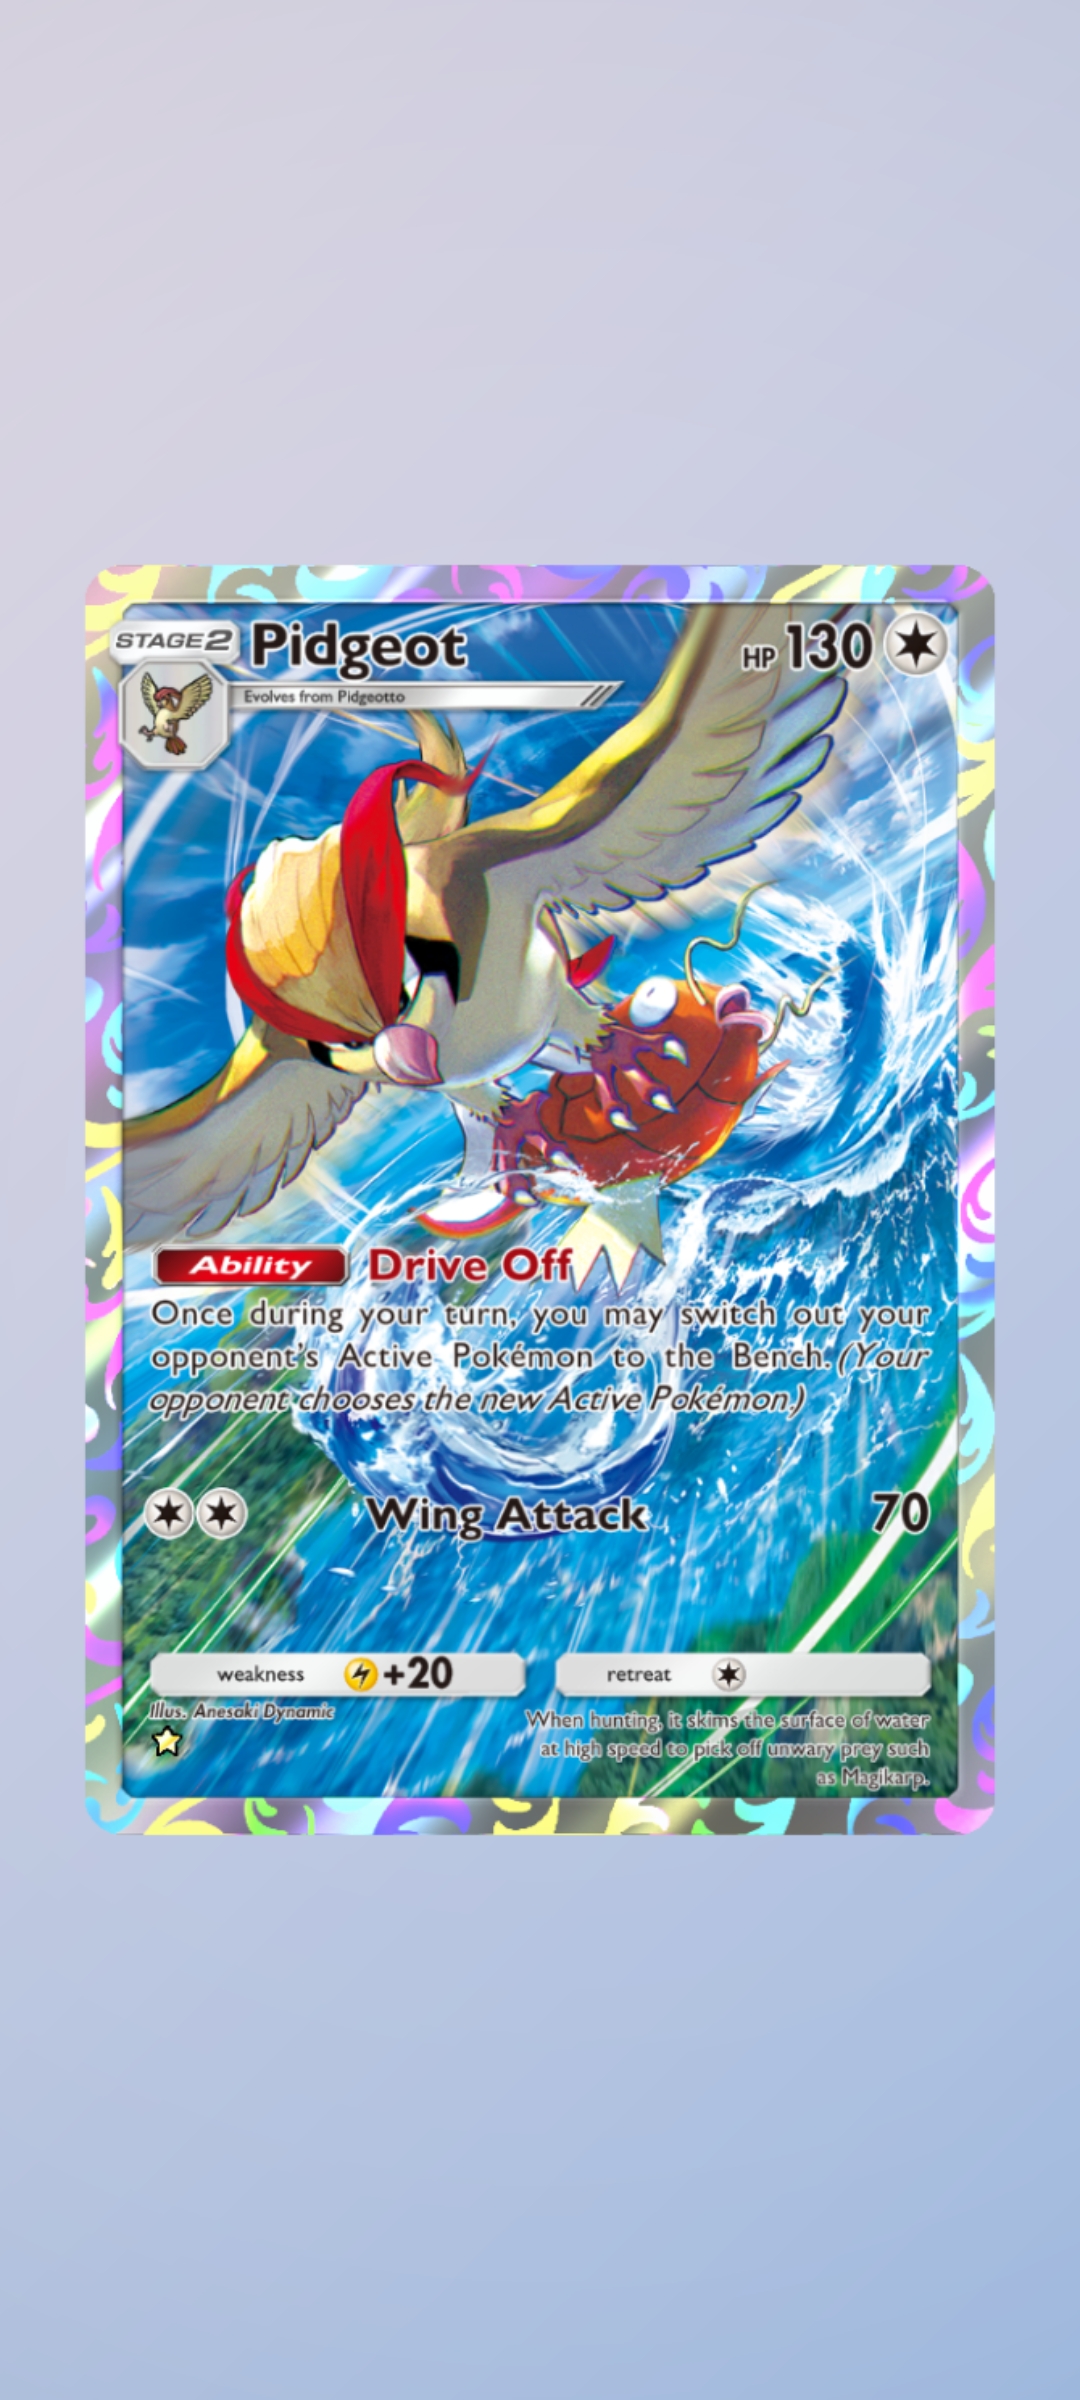 STAGE2 Pidgeot HP 130
Evolves from Pidgeotto
Ability Drive Off
Once during your turn, you may switch out your
opponent's Active Pokémon to the Bench. (Your
opponent chooses the new Active Pokémon.)
Wing Attack 70
weakness +20 retreat
Illus. Anesaki Dynamic
When hunting, it skims the surface of water
at high speed to pick off unwary prey such
as Magikarp.